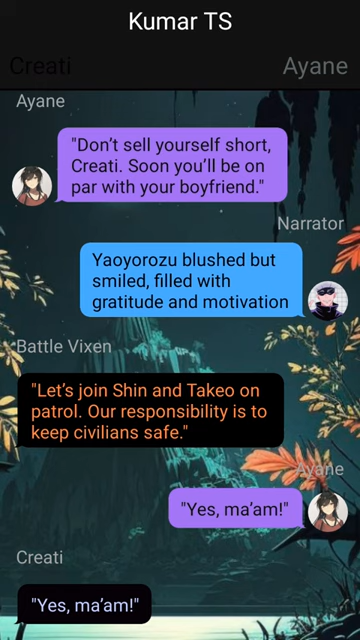 Kumar TS
Creati
Ayane
Ayane
"Don’t sell yourself short,
Creati. Soon you’ll be on
par with your boyfriend."
Narrator
Yaoyorozu blushed but
smiled, filled with
gratitude and motivation
Battle Vixen
"Let’s join Shin and Takeo on
patrol. Our responsibility is to
keep civilians safe."
Ayane
"Yes, ma’am!"
Creati
"Yes, ma’am!"